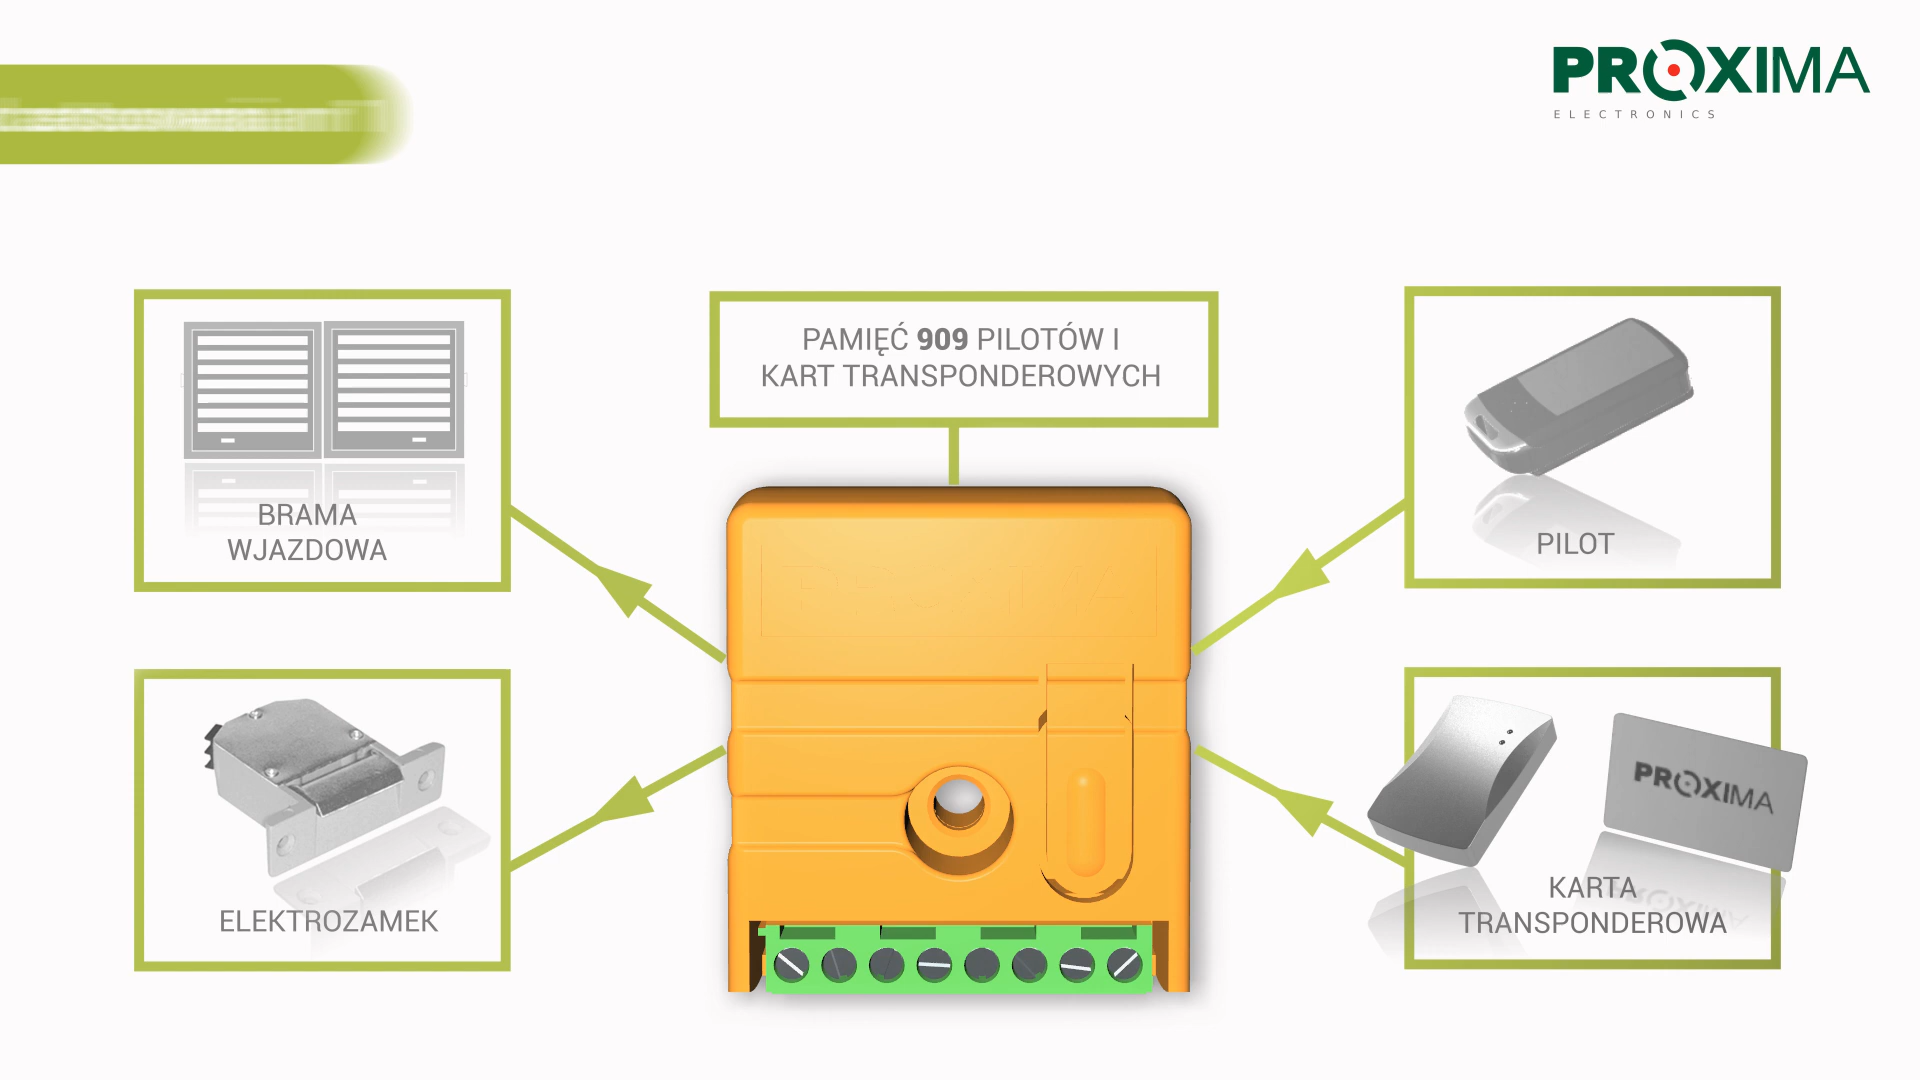 PROXIMA
ELECTRONICS
PAMIĘĆ 909 PILOTÓW I
KART TRANSPONDEROWYCH
BRAMA
WJAZDOWA
PILOT
ELEKTROZAMEK
PROXIMA
KARTA
TRANSPONDEROWA